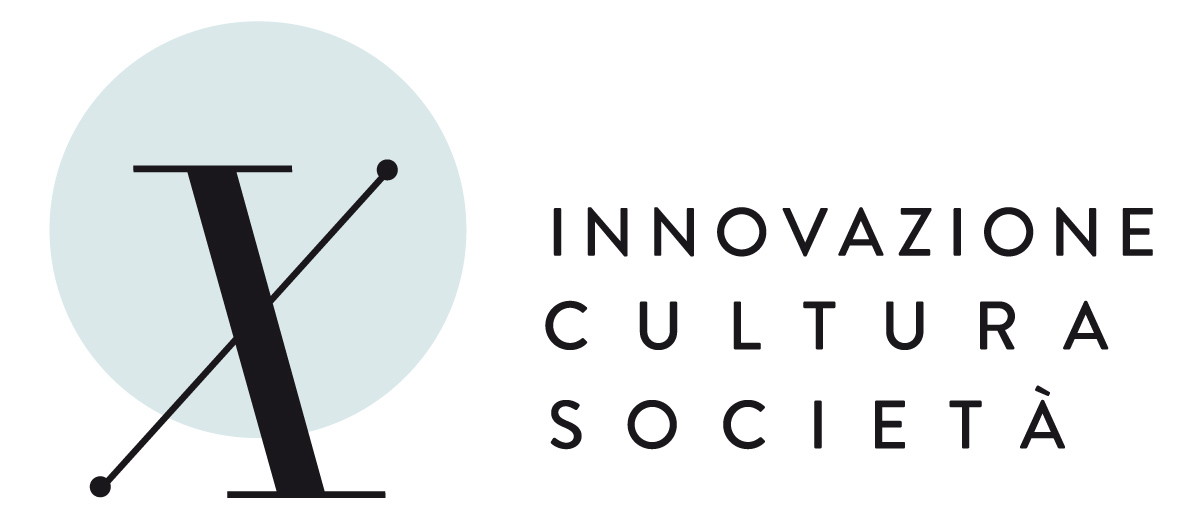 X
INNOVAZIONE
CULTURA
SOCIETÀ